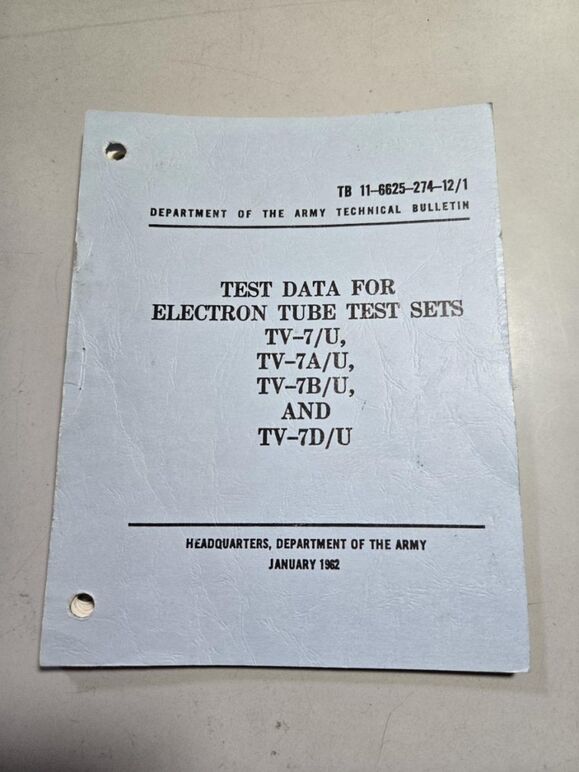 TB 11-6625-274-12/1
DEPARTMENT OF THE ARMY TECHNICAL BULLETIN
TEST DATA FOR
ELECTRON TUBE TEST SETS
TV-7/U,
TV-7A/U,
TV-7B/U,
AND
TV-7D/U
HEADQUARTERS, DEPARTMENT OF THE ARMY
JANUARY 1962